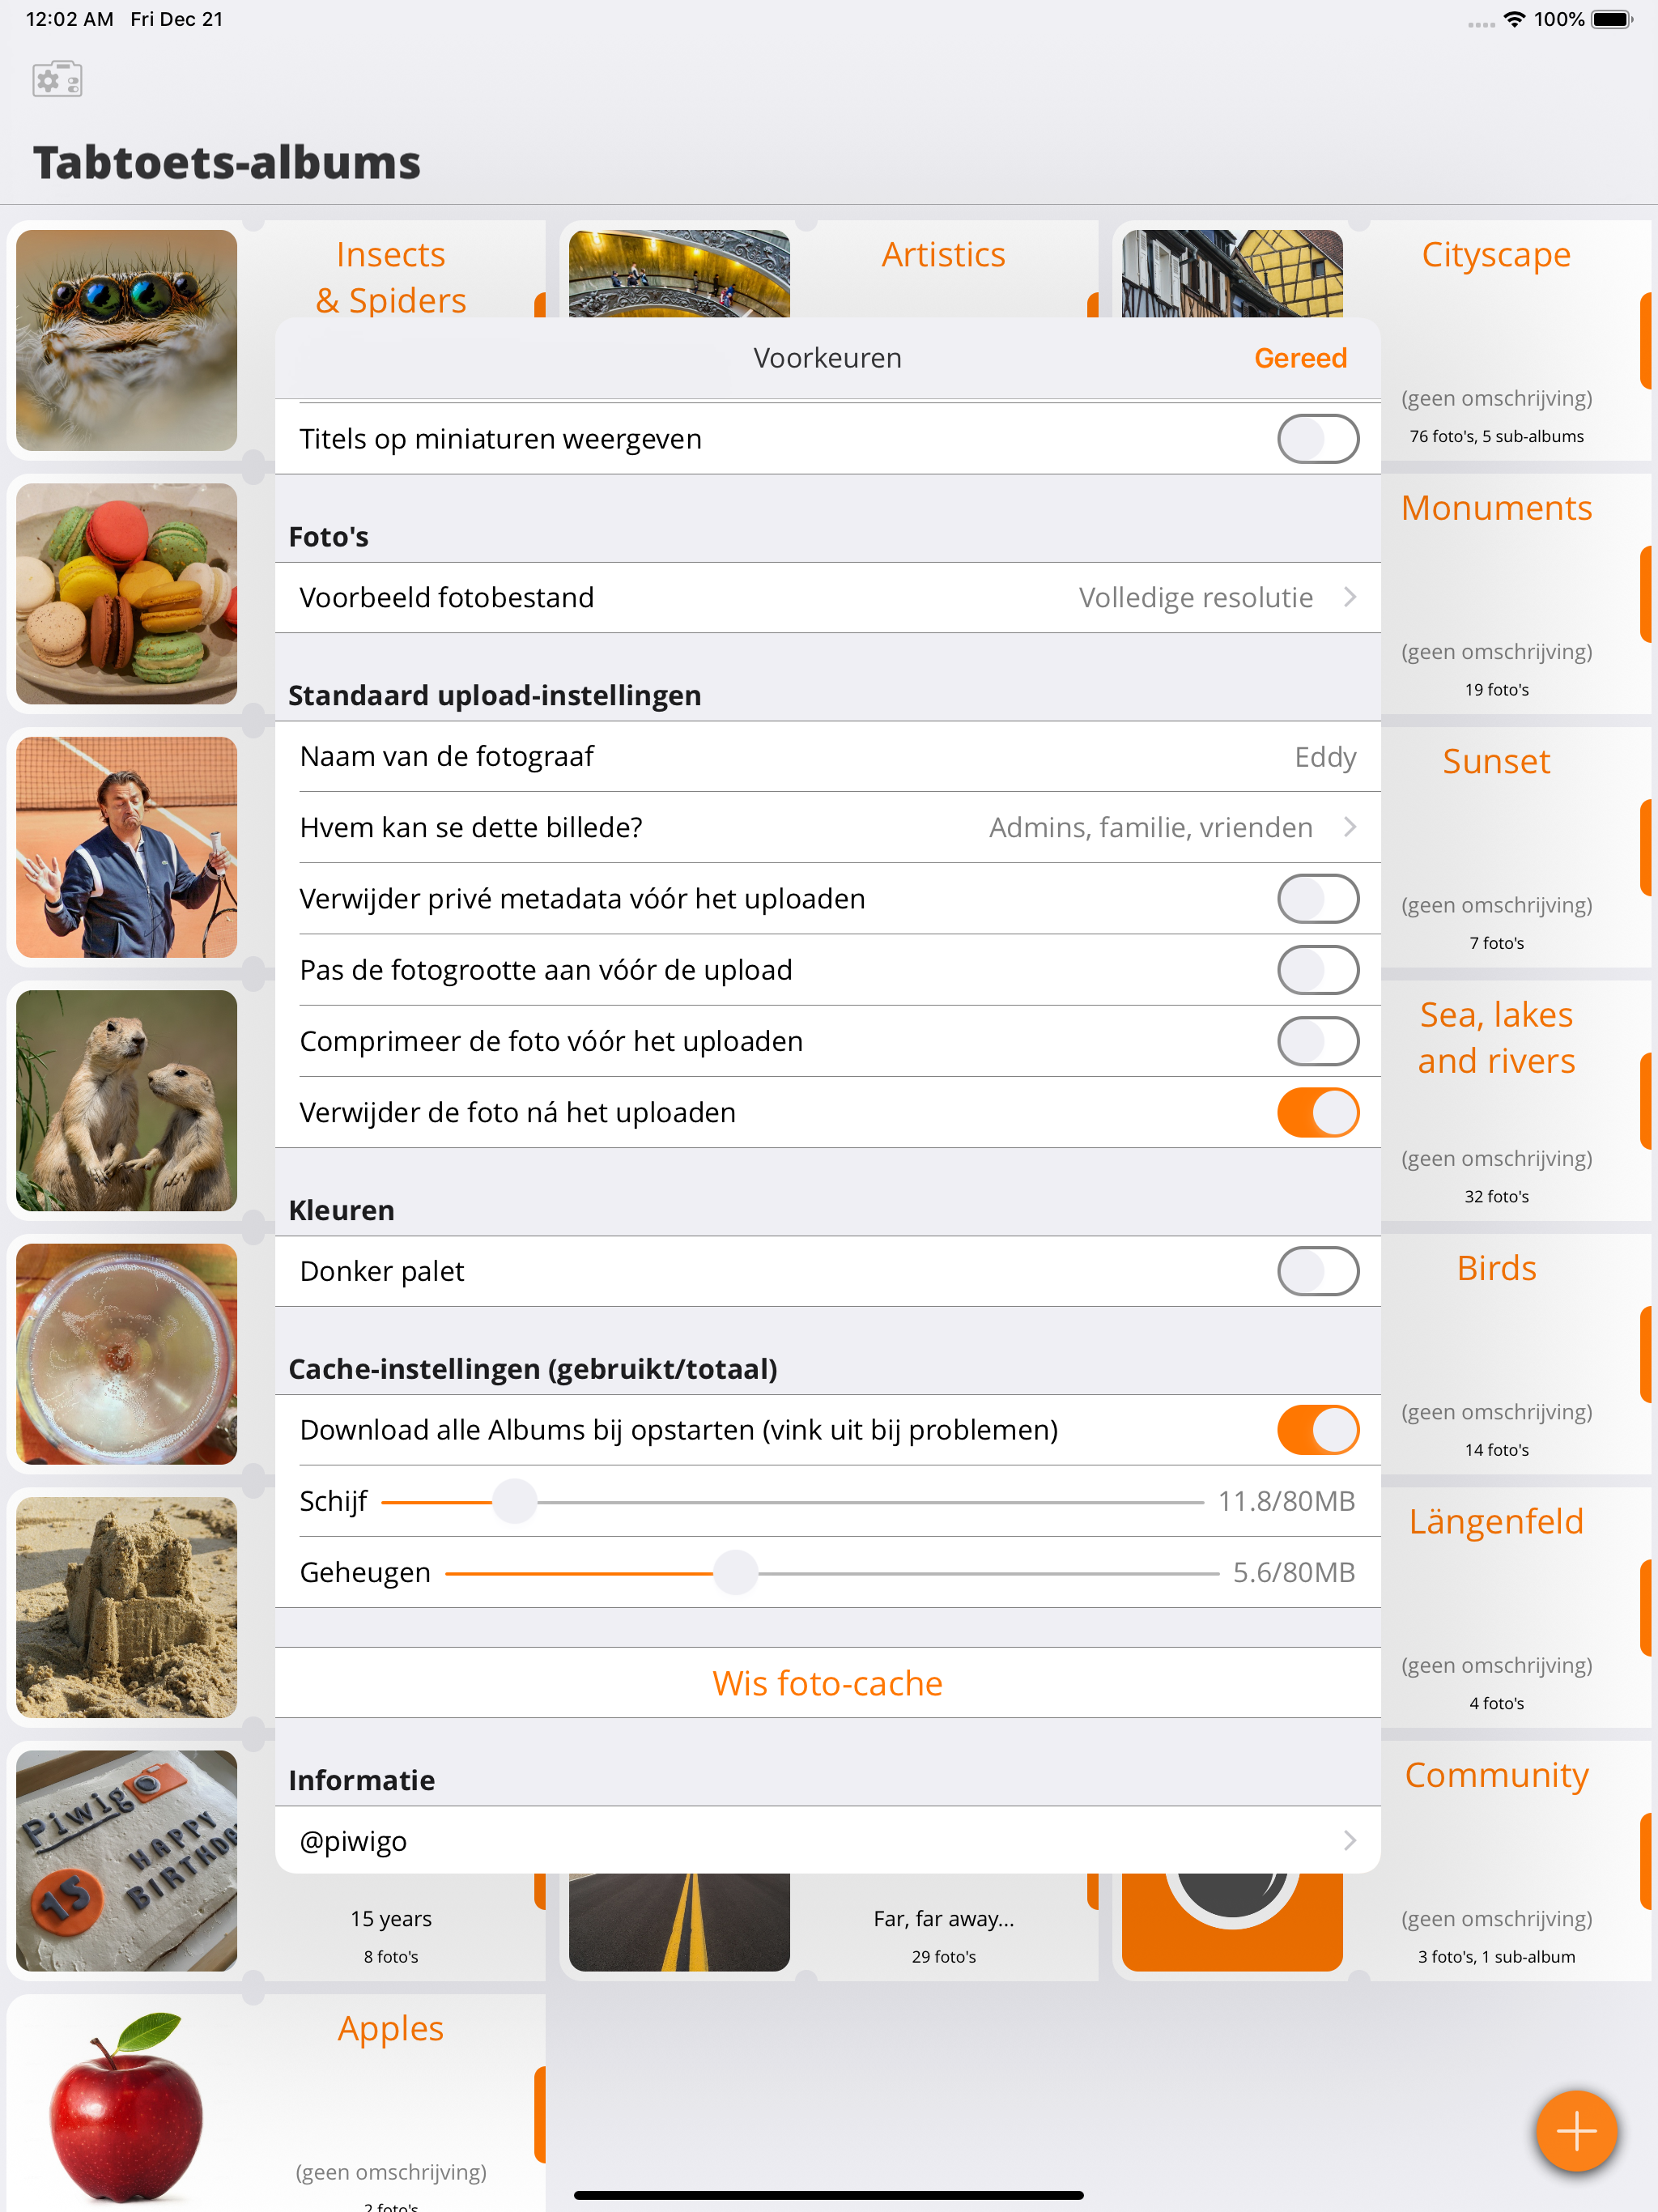 12:02 AM Fri Dec 21
100%
Tabtoets-albums
Insects
& Spiders
Artistics
Cityscape
(geen omschrijving)
76 foto's, 5 sub-albums
Monuments
(geen omschrijving)
19 foto's
Sunset
(geen omschrijving)
7 foto's
Sea, lakes
and rivers
(geen omschrijving)
32 foto's
Birds
(geen omschrijving)
14 foto's
Längenfeld
(geen omschrijving)
4 foto's
Community
(geen omschrijving)
3 foto's, 1 sub-album
Voorkeuren
Gereed
Titels op miniaturen weergeven
Foto's
Voorbeeld fotobestand
Volledige resolutie
Standaard upload-instellingen
Naam van de fotograaf
Eddy
Hvem kan se dette billede?
Admins, familie, vrienden
Verwijder privé metadata vóór het uploaden
Pas de fotogrootte aan vóór de upload
Comprimeer de foto vóór het uploaden
Verwijder de foto ná het uploaden
Kleuren
Donker palet
Cache-instellingen (gebruikt/totaal)
Download alle Albums bij opstarten (vink uit bij problemen)
Schijf
11.8/80MB
Geheugen
5.6/80MB
Wis foto-cache
Informatie
@piwigo
Piwig
HAPPY
BIRTHDA
15
15 years
8 foto's
Far, far away...
29 foto's
Apples
(geen omschrijving)
2 foto's